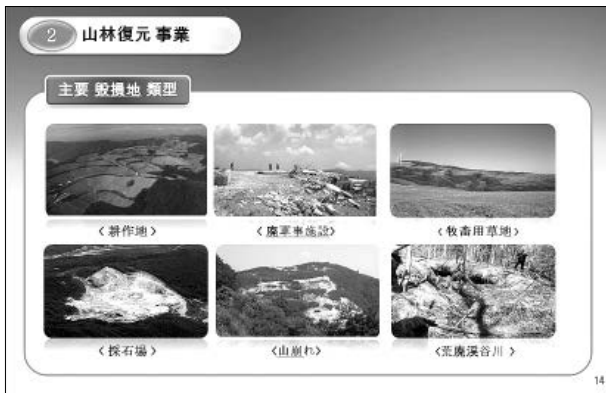 2 山林復元 事業
主要 毀損地 類型
〈耕作地〉
〈廢軍事施設〉
〈牧畜用草地〉
〈採石場〉
〈山崩れ〉
〈荒廃渓谷川 〉
14